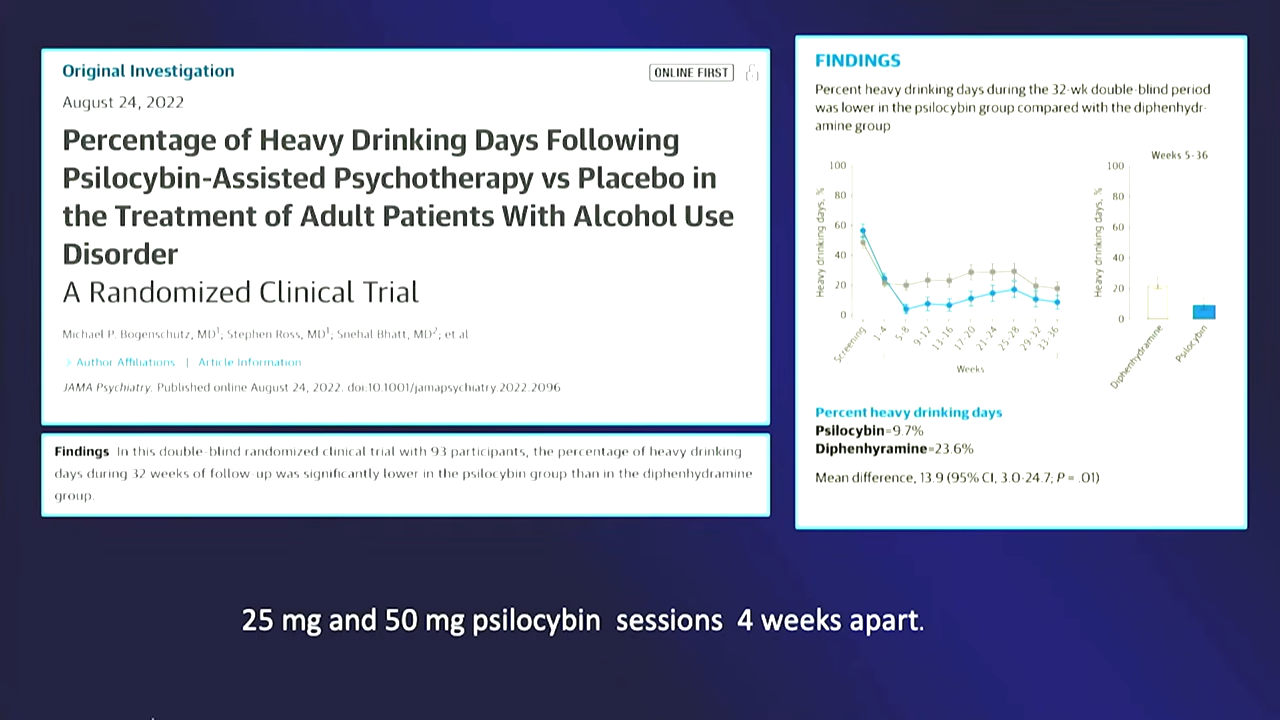 Original Investigation
ONLINE FIRST
August 24, 2022
Percentage of Heavy Drinking Days Following
Psilocybin-Assisted Psychotherapy vs Placebo in
the Treatment of Adult Patients With Alcohol Use
Disorder
A Randomized Clinical Trial
Michael P. Bogenschutz, MD1; Stephen Ross, MD1; Snehal Bhatt, MD2; et al
Author Affiliations | Article Information
JAMA Psychiatry. Published online August 24, 2022. doi:10.1001/jamapsychiatry.2022.2096
Findings In this double-blind randomized clinical trial with 93 participants, the percentage of heavy drinking
days during 32 weeks of follow-up was significantly lower in the psilocybin group than in the diphenhydramine
group.
FINDINGS
Percent heavy drinking days during the 32-wk double-blind period
was lower in the psilocybin group compared with the diphenhydr-
amine group
Heavy drinking days, %
100
80
60
40
20
0
Screening
1-4
5-8
9-12
13-16
17-20
21-24
25-28
29-32
33-36
Weeks
Weeks 5-36
Heavy drinking days, %
100
80
60
40
20
0
Diphenhydramine
Psilocybin
Percent heavy drinking days
Psilocybin=9.7%
Diphenhyramine=23.6%
Mean difference, 13.9 (95% CI, 3.0-24.7; P = .01)
25 mg and 50 mg psilocybin sessions 4 weeks apart.